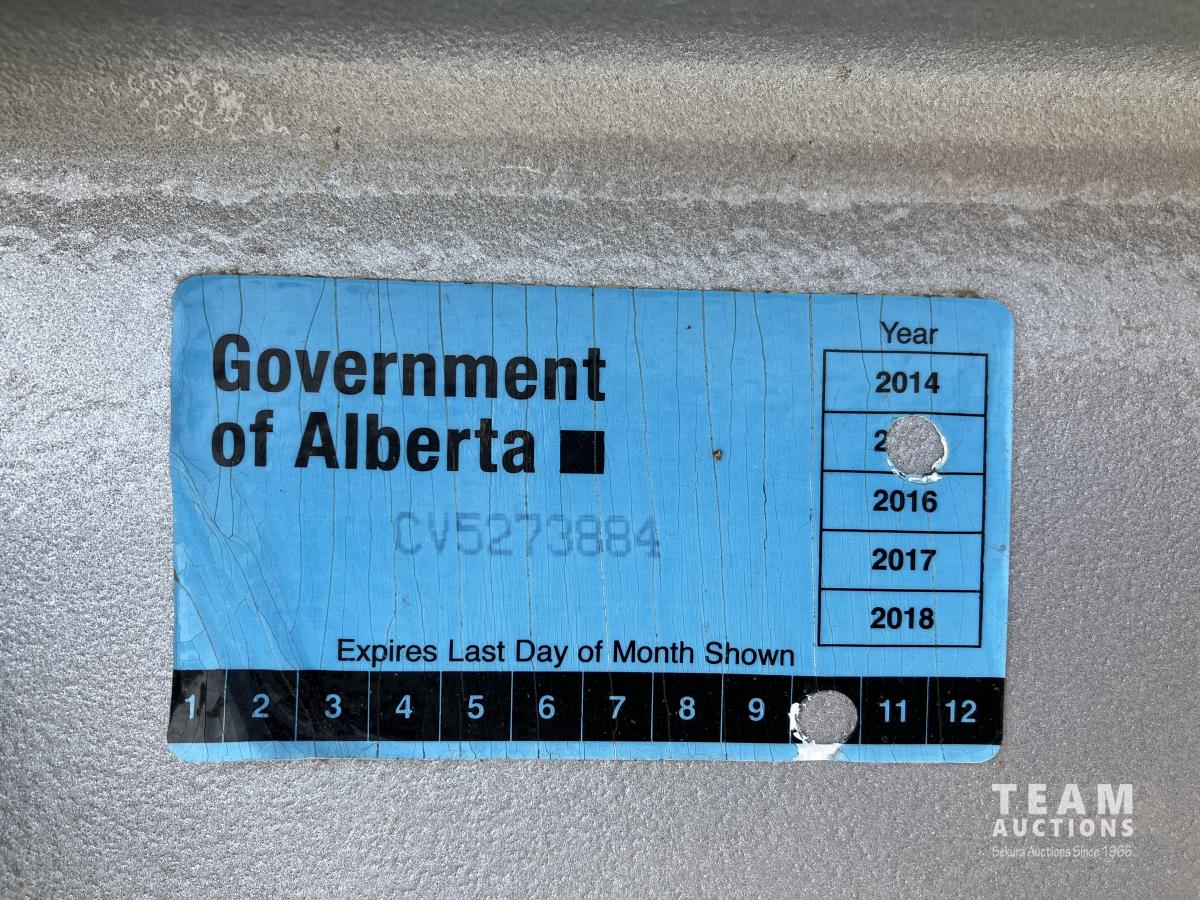 Government
of Alberta
CV5273884
Expires Last Day of Month Shown
Year
2014
2016
2017
2018
1 2 3 4 5 6 7 8 9 11 12
TEAM
AUCTIONS
Sekura Auctions Since 1966